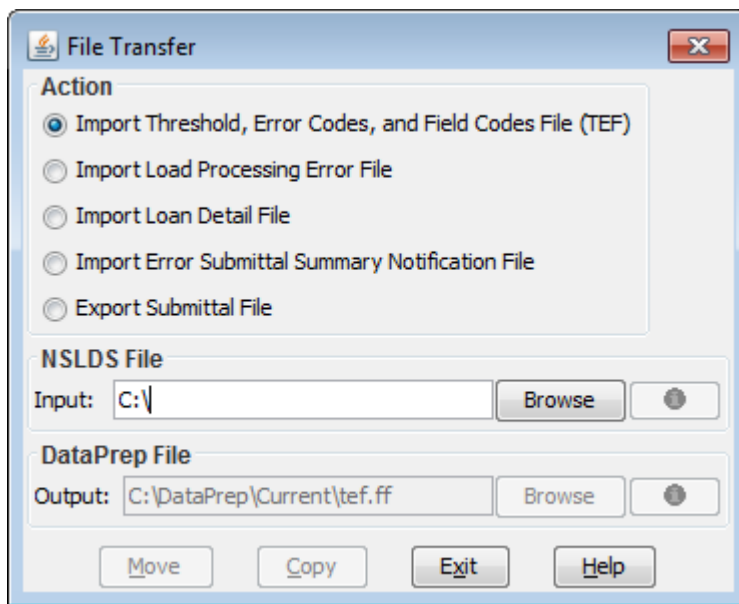 File Transfer
Action
Import Threshold, Error Codes, and Field Codes File (TEF)
Import Load Processing Error File
Import Loan Detail File
Import Error Submittal Summary Notification File
Export Submittal File
NSLDS File
Input: C:\ Browse
DataPrep File
Output: C:\DataPrep\Current\tef.ff Browse
Move Copy Exit Help